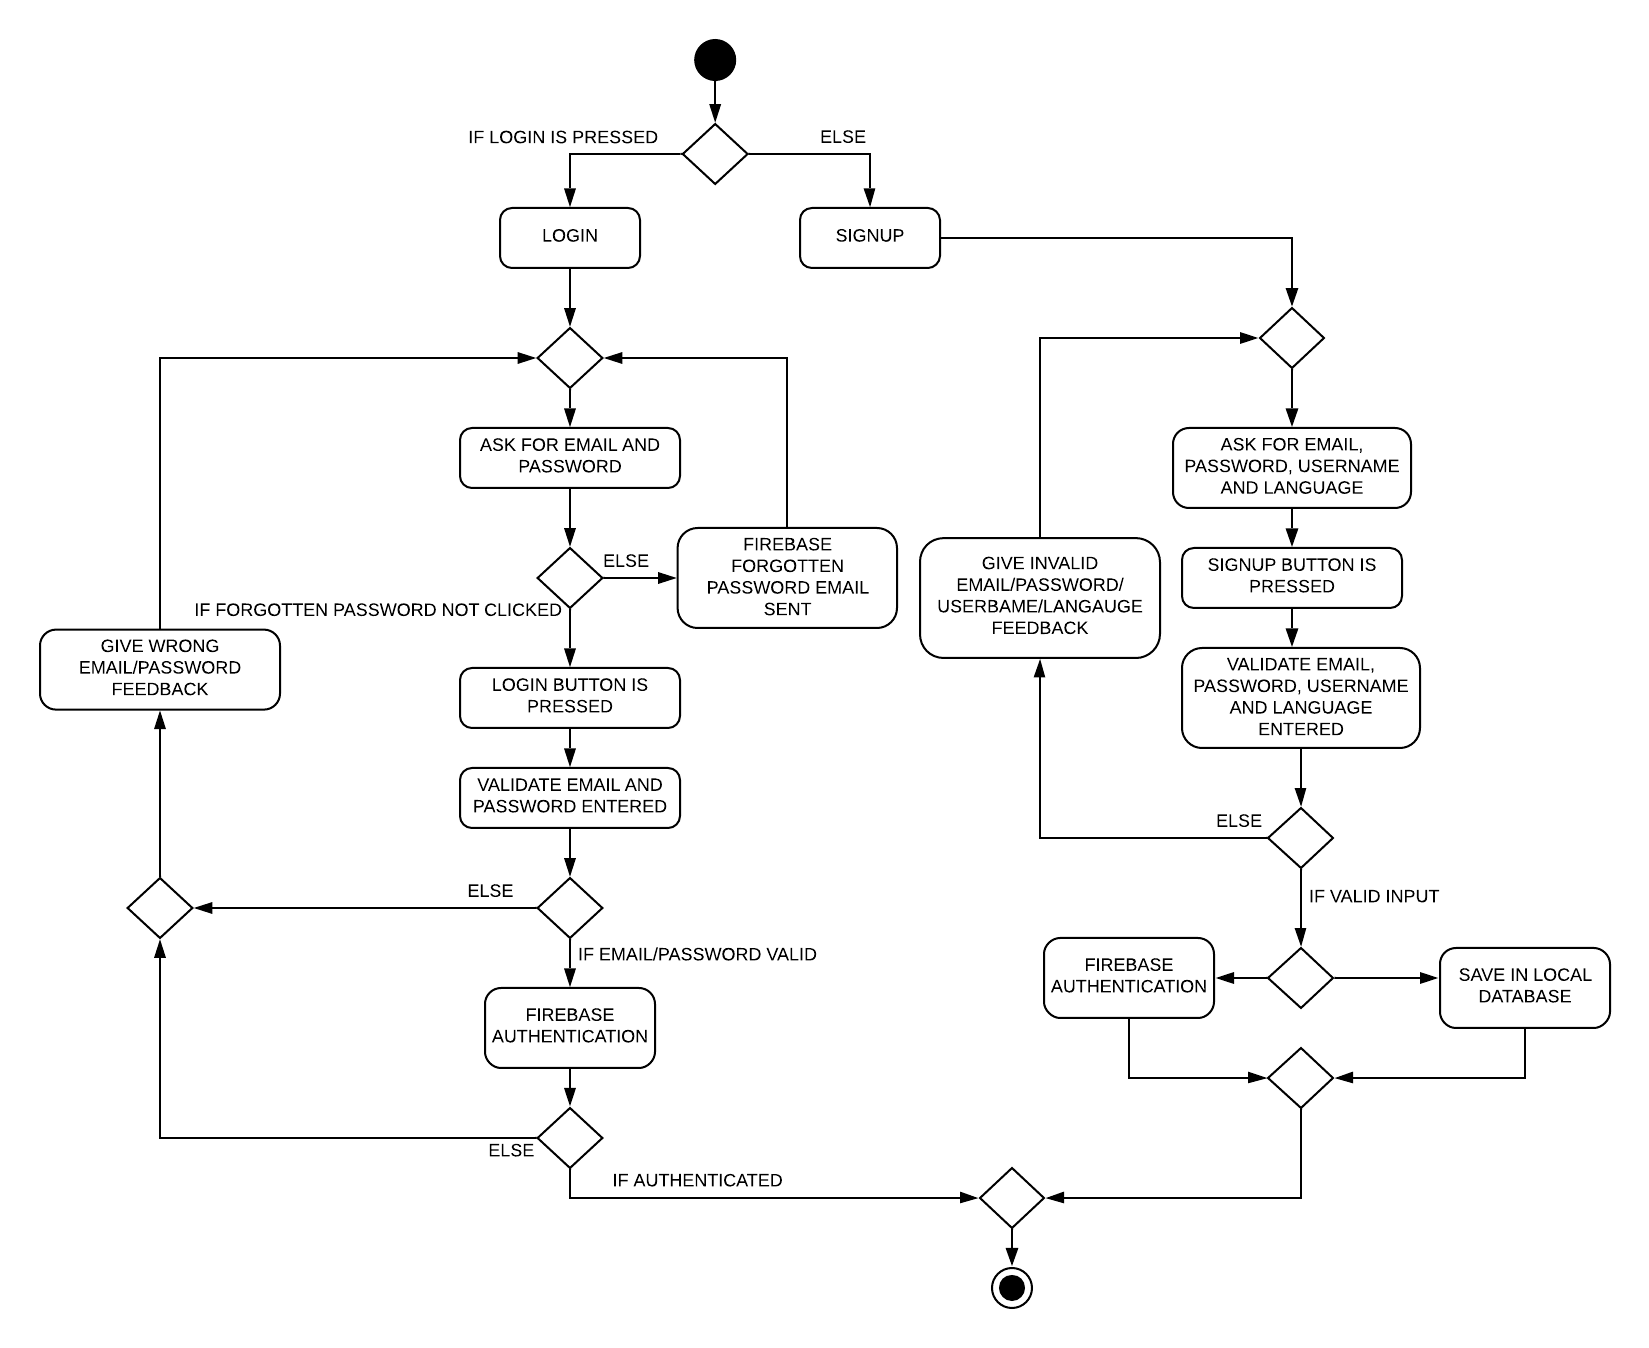 IF LOGIN IS PRESSED
ELSE
LOGIN
SIGNUP
ASK FOR EMAIL AND
PASSWORD
ELSE
IF FORGOTTEN PASSWORD NOT CLICKED
FIREBASE
FORGOTTEN
PASSWORD EMAIL
SENT
GIVE WRONG
EMAIL/PASSWORD
FEEDBACK
LOGIN BUTTON IS
PRESSED
VALIDATE EMAIL AND
PASSWORD ENTERED
ELSE
IF EMAIL/PASSWORD VALID
FIREBASE
AUTHENTICATION
ELSE
IF AUTHENTICATED
ASK FOR EMAIL,
PASSWORD, USERNAME
AND LANGUAGE
SIGNUP BUTTON IS
PRESSED
GIVE INVALID
EMAIL/PASSWORD/
USERBAME/LANGAUGE
FEEDBACK
VALIDATE EMAIL,
PASSWORD, USERNAME
AND LANGUAGE
ENTERED
ELSE
IF VALID INPUT
FIREBASE
AUTHENTICATION
SAVE IN LOCAL
DATABASE